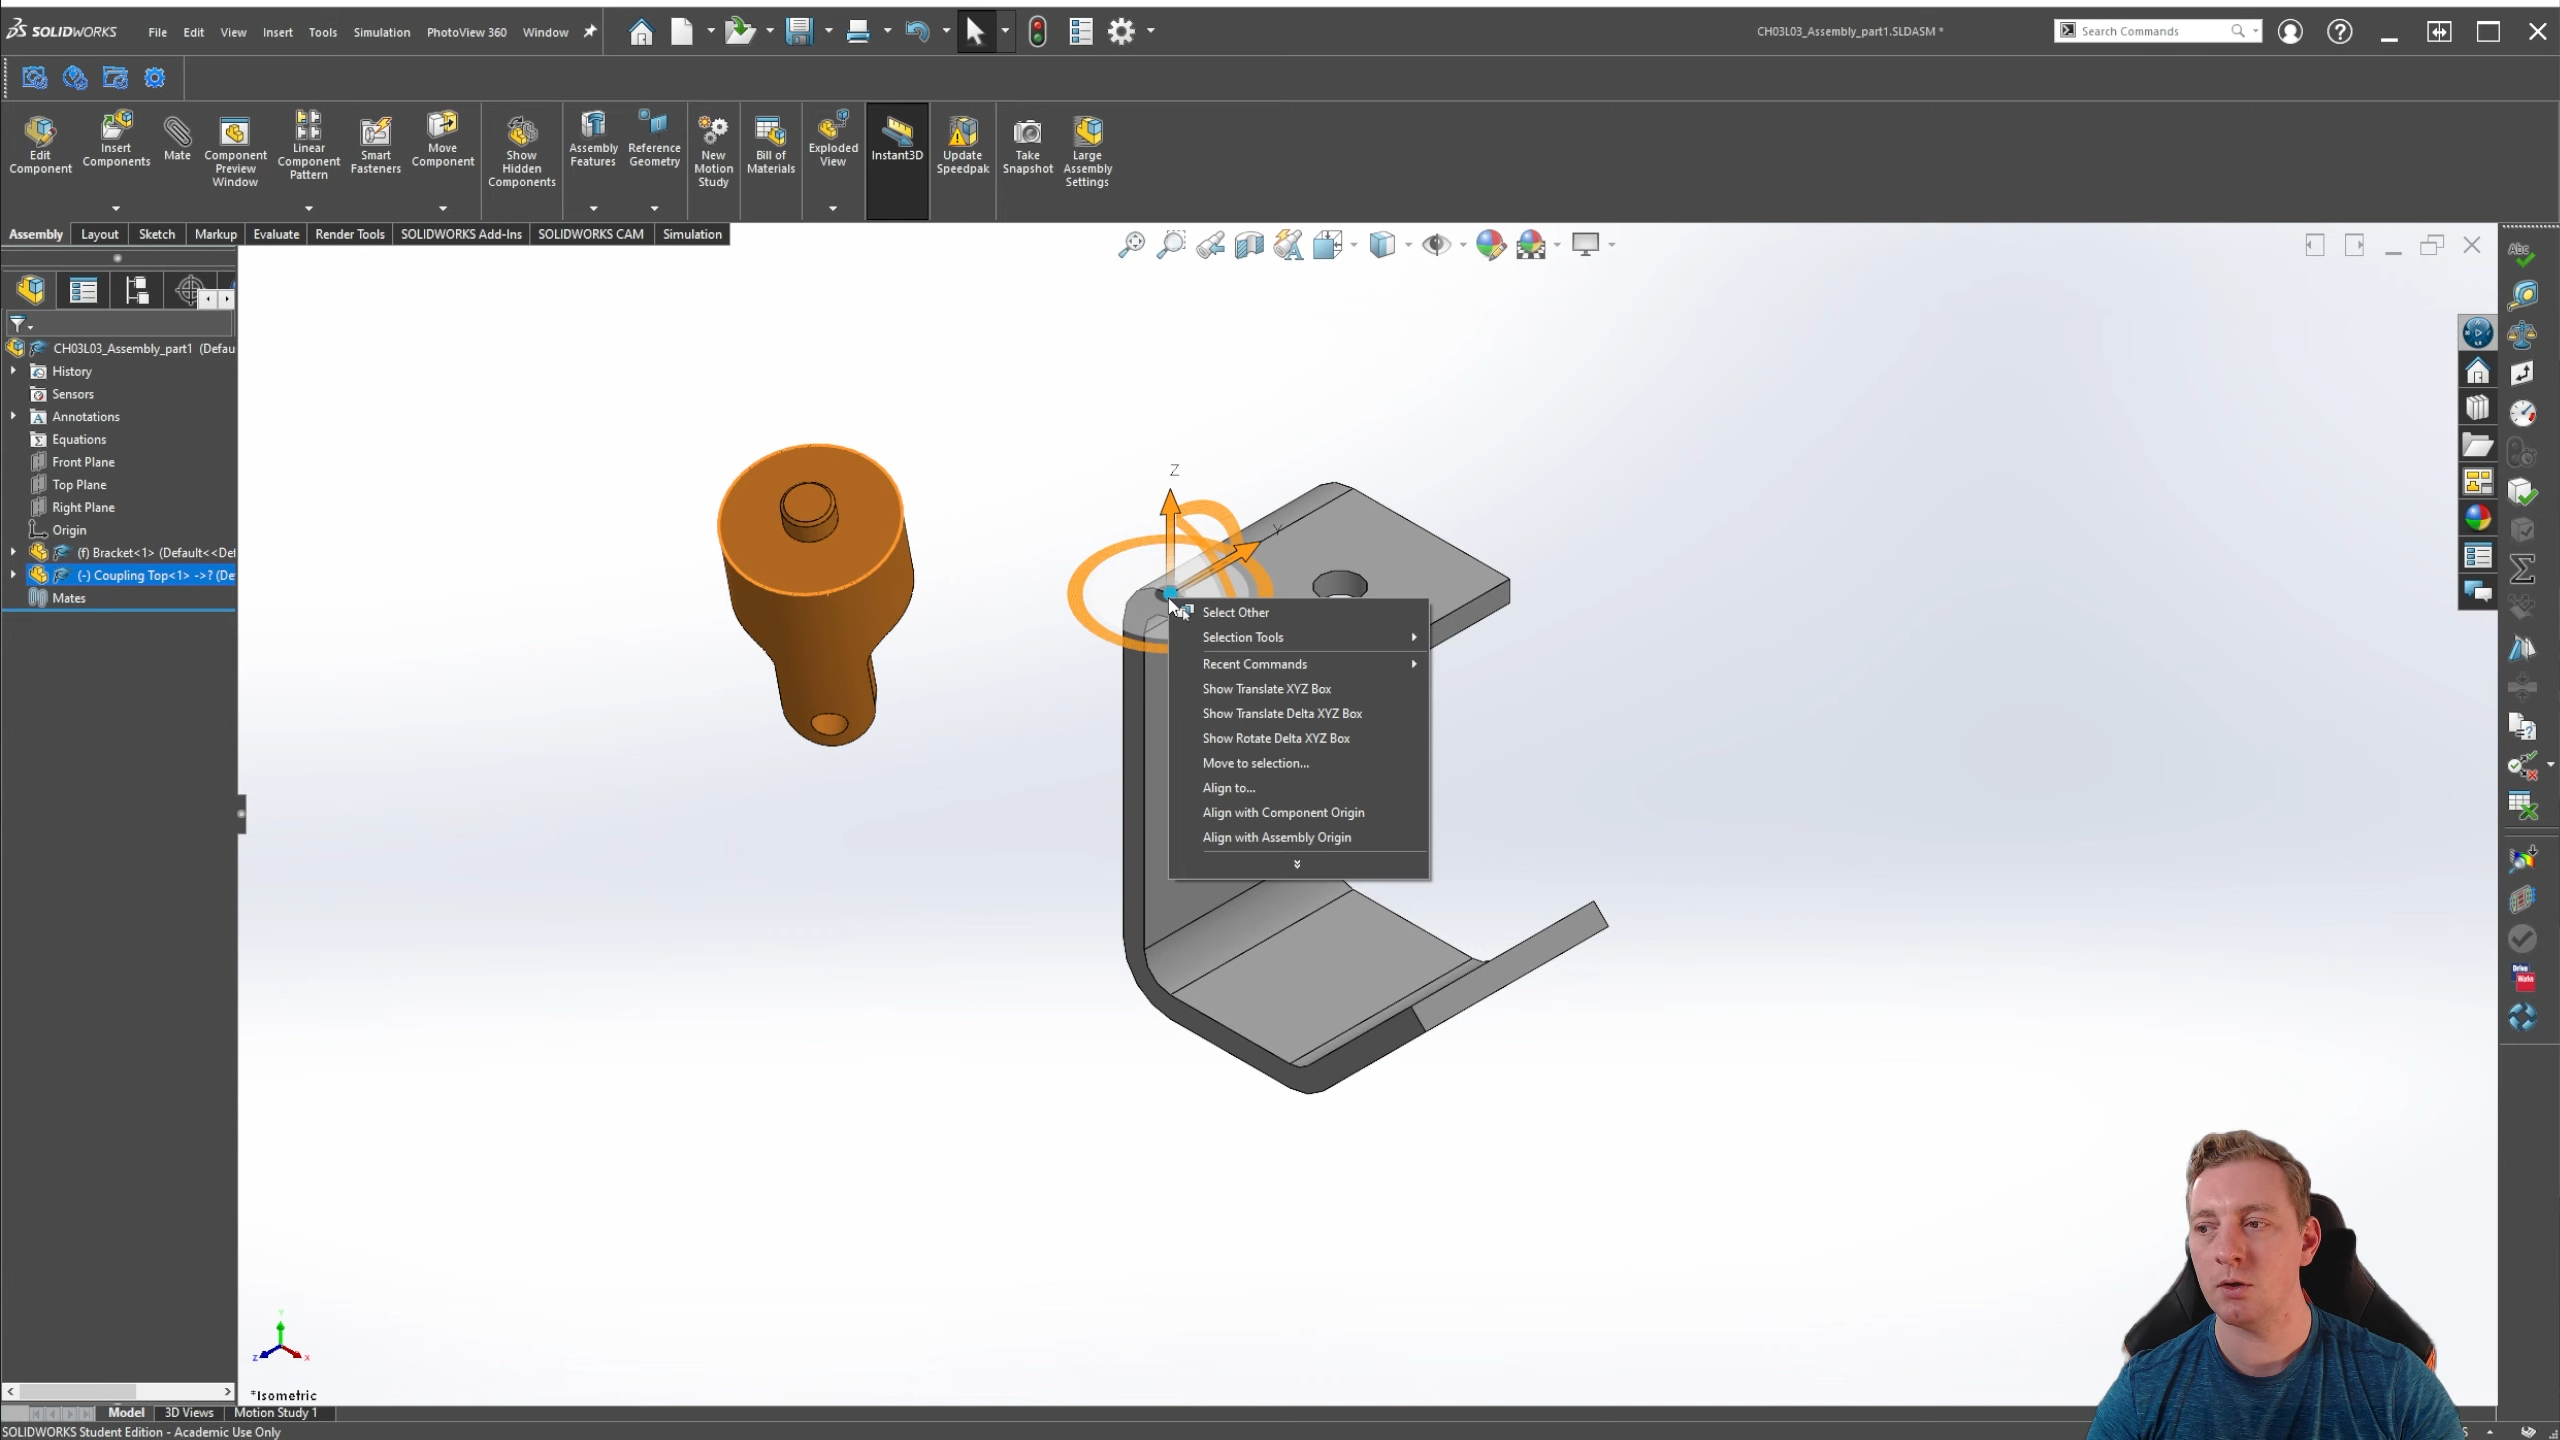 SOLIDWORKS File Edit View Insert Tools Simulation PhotoView 360 Window CH03L03_Assembly_part1.SLDASM * Search Commands
Edit Component
Insert Components
Mate
Component Preview Window
Linear Component Pattern
Smart Fasteners
Move Component
Show Hidden Components
Assembly Features
Reference Geometry
New Motion Study
Bill of Materials
Exploded View
Instant3D
Update Speedpak
Take Snapshot
Large Assembly Settings
Assembly Layout Sketch Markup Evaluate Render Tools SOLIDWORKS Add-Ins SOLIDWORKS CAM Simulation
CH03L03_Assembly_part1 (Defau
History
Sensors
Annotations
Equations
Front Plane
Top Plane
Right Plane
Origin
(f) Bracket<1> (Default<<Def
(-) Coupling Top<1> ->? (De
Mates
Z
Y
Select Other
Selection Tools
Recent Commands
Show Translate XYZ Box
Show Translate Delta XYZ Box
Show Rotate Delta XYZ Box
Move to selection...
Align to...
Align with Component Origin
Align with Assembly Origin
Y
Z X
*Isometric
Model 3D Views Motion Study 1
SOLIDWORKS Student Edition - Academic Use Only